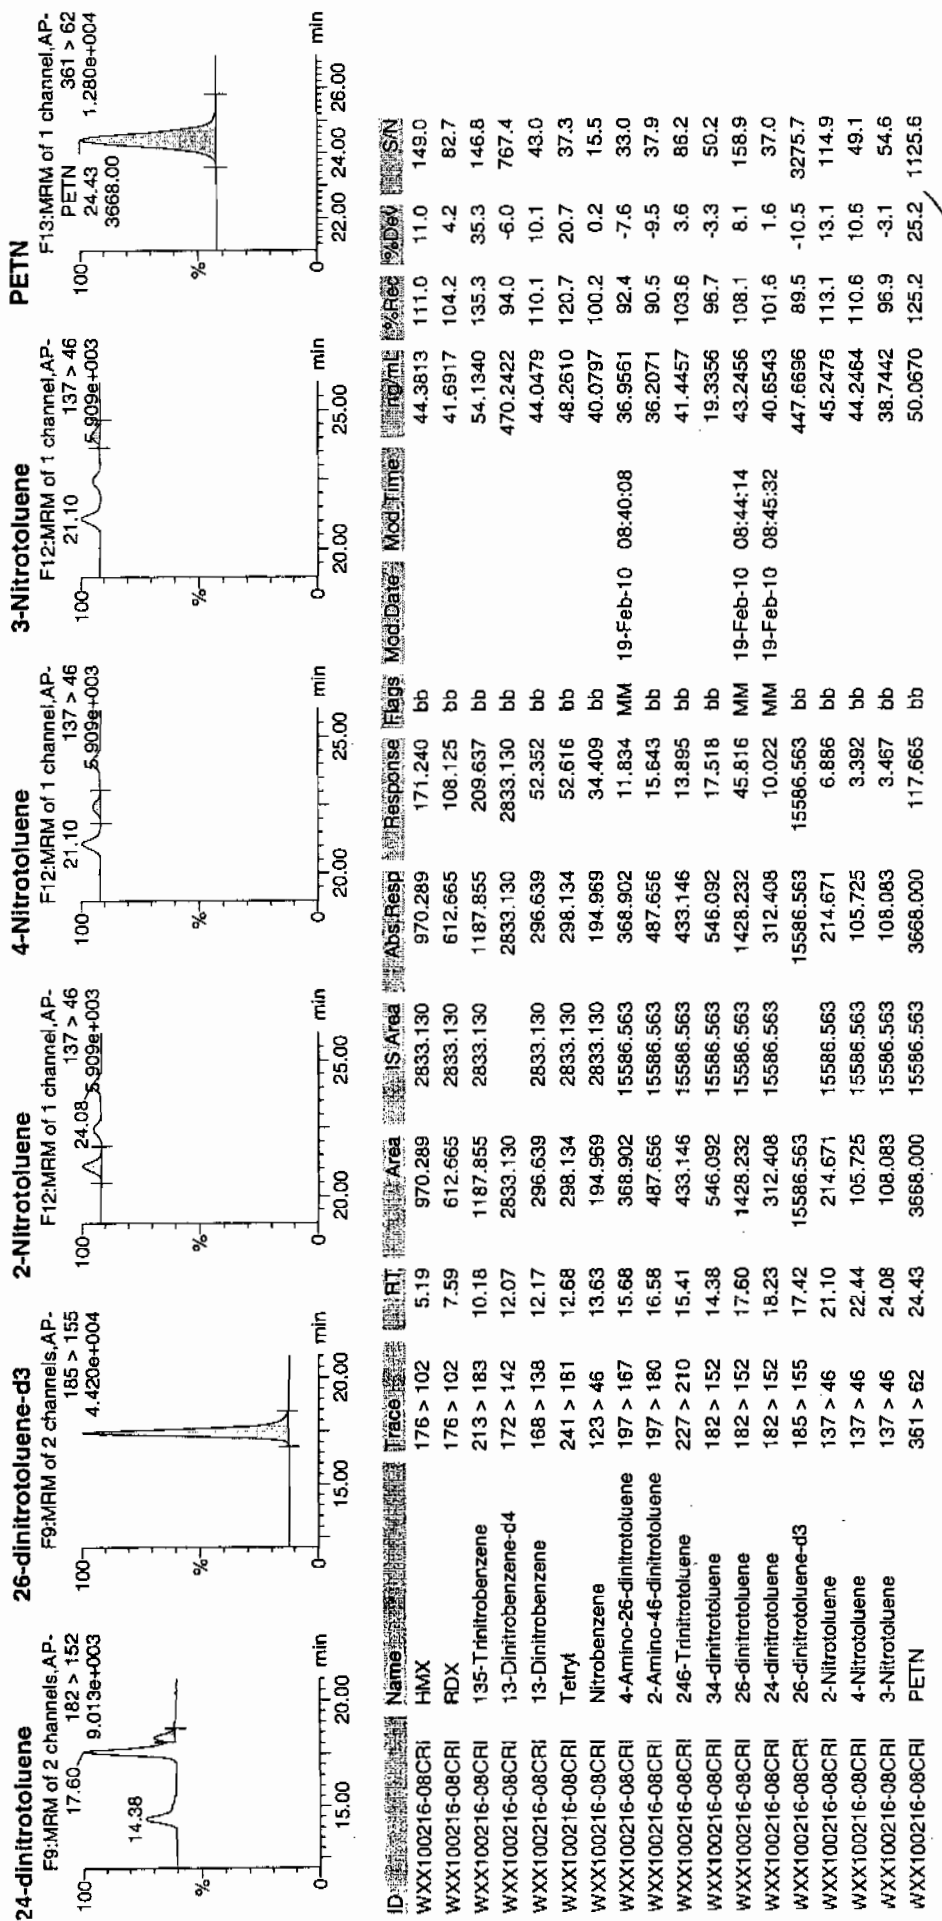 24-dinitrotoluene
F9:MRM of 2 channels,AP-
182 > 152
9.013e+003
17.60
14.38
100
%
0
15.00
20.00
min
26-dinitrotoluene-d3
F9:MRM of 2 channels,AP-
185 > 155
4.420e+004
100
%
0
15.00
20.00
min
2-Nitrotoluene
F12:MRM of 1 channel,AP-
137 > 46
5.909e+003
24.08
100
%
0
20.00
25.00
min
4-Nitrotoluene
F12:MRM of 1 channel,AP-
137 > 46
5.909e+003
21.10
100
%
0
20.00
25.00
min
3-Nitrotoluene
F12:MRM of 1 channel,AP-
137 > 46
5.909e+003
21.10
100
%
0
20.00
25.00
min
PETN
F13:MRM of 1 channel,AP-
361 > 62
1.280e+004
PETN
24.43
3668.00
100
%
0
22.00
24.00
26.00
min
ID Name Trace RT Area IS Area Abs.Resp Response Flags Mod.Date Mod.Time ng/mL %Rec %Dev S/N
WXX100216-08CRI HMX 176 > 102 5.19 970.289 2833.130 970.289 171.240 bb 44.3813 111.0 11.0 149.0
WXX100216-08CRI RDX 176 > 102 7.59 612.665 2833.130 612.665 108.125 bb 41.6917 104.2 4.2 82.7
WXX100216-08CRI 135-Trinitrobenzene 213 > 183 10.18 1187.855 2833.130 1187.855 209.637 bb 54.1340 135.3 35.3 146.8
WXX100216-08CRI 13-Dinitrobenzene-d4 172 > 142 12.07 2833.130 2833.130 2833.130 bb 470.2422 94.0 -6.0 767.4
WXX100216-08CRI 13-Dinitrobenzene 168 > 138 12.17 296.639 2833.130 296.639 52.352 bb 44.0479 110.1 10.1 43.0
WXX100216-08CRI Tetryl 241 > 181 12.68 298.134 2833.130 298.134 52.616 bb 48.2610 120.7 20.7 37.3
WXX100216-08CRI Nitrobenzene 123 > 46 13.63 194.969 2833.130 194.969 34.409 bb 40.0797 100.2 0.2 15.5
WXX100216-08CRI 4-Amino-26-dinitrotoluene 197 > 167 15.68 368.902 15586.563 368.902 11.834 MM 19-Feb-10 08:40:08 36.9561 92.4 -7.6 33.0
WXX100216-08CRI 2-Amino-46-dinitrotoluene 197 > 180 16.58 487.656 15586.563 487.656 15.643 bb 36.2071 90.5 -9.5 37.9
WXX100216-08CRI 246-Trinitrotoluene 227 > 210 15.41 433.146 15586.563 433.146 13.895 bb 41.4457 103.6 3.6 86.2
WXX100216-08CRI 34-dinitrotoluene 182 > 152 14.38 546.092 15586.563 546.092 17.518 bb 19.3356 96.7 -3.3 50.2
WXX100216-08CRI 26-dinitrotoluene 182 > 152 17.60 1428.232 15586.563 1428.232 45.816 MM 19-Feb-10 08:44:14 43.2456 108.1 8.1 158.9
WXX100216-08CRI 24-dinitrotoluene 182 > 152 18.23 312.408 15586.563 312.408 10.022 MM 19-Feb-10 08:45:32 40.6543 101.6 1.6 37.0
WXX100216-08CRI 26-dinitrotoluene-d3 185 > 155 17.42 15586.563 15586.563 15586.563 bb 447.6696 89.5 -10.5 3275.7
WXX100216-08CRI 2-Nitrotoluene 137 > 46 21.10 214.671 15586.563 214.671 6.886 bb 45.2476 113.1 13.1 114.9
WXX100216-08CRI 4-Nitrotoluene 137 > 46 22.44 105.725 15586.563 105.725 3.392 bb 44.2464 110.6 10.6 49.1
WXX100216-08CRI 3-Nitrotoluene 137 > 46 24.08 108.083 15586.563 108.083 3.467 bb 38.7442 96.9 -3.1 54.6
WXX100216-08CRI PETN 361 > 62 24.43 3668.000 15586.563 3668.000 117.665 bb 50.0670 125.2 25.2 1125.6